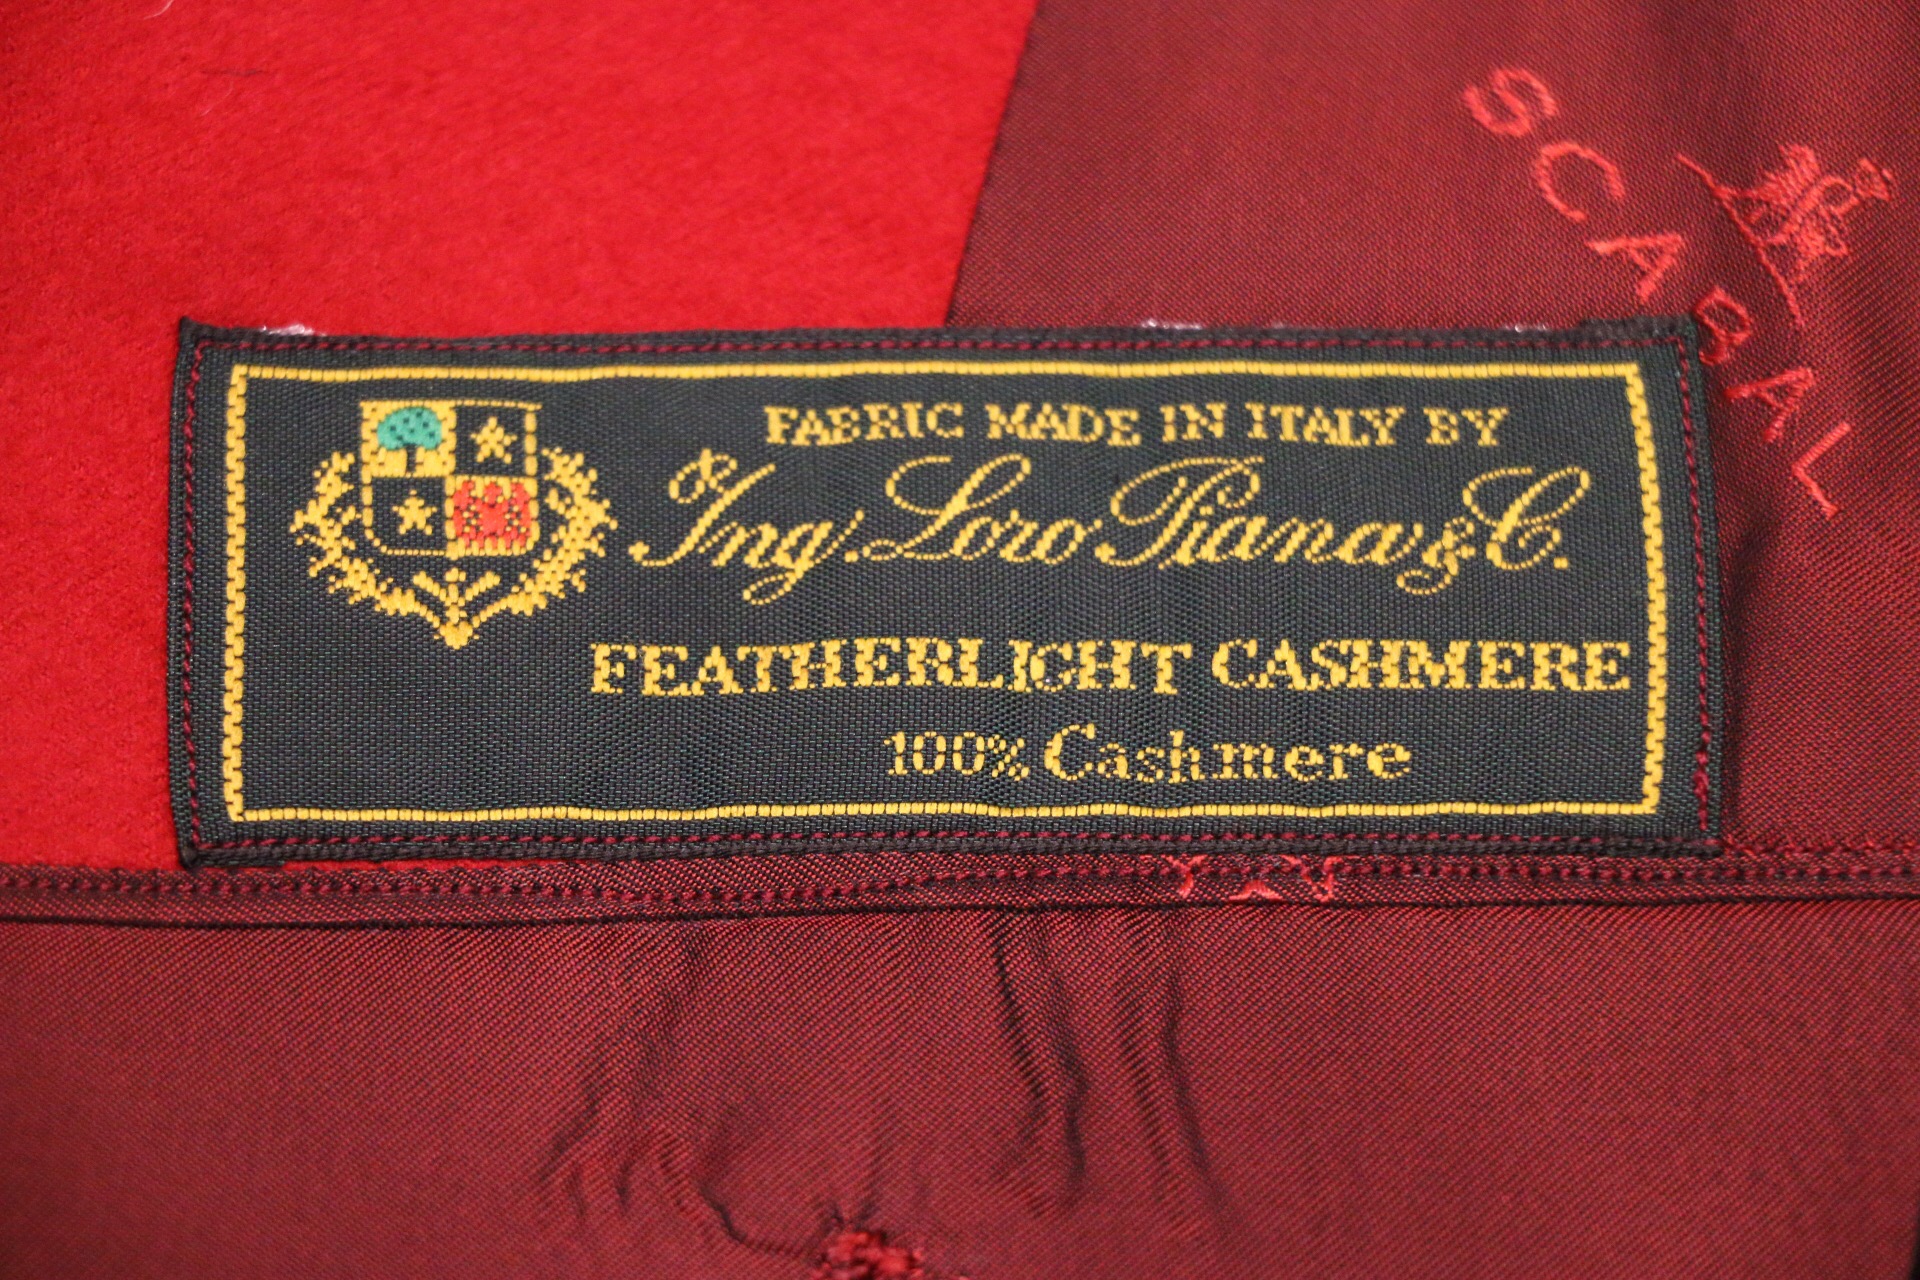 SCABAL
FABRIC MADE IN ITALY BY
Ing. Loro Piana & C.
FEATHERLIGHT CASHMERE
100% Cashmere